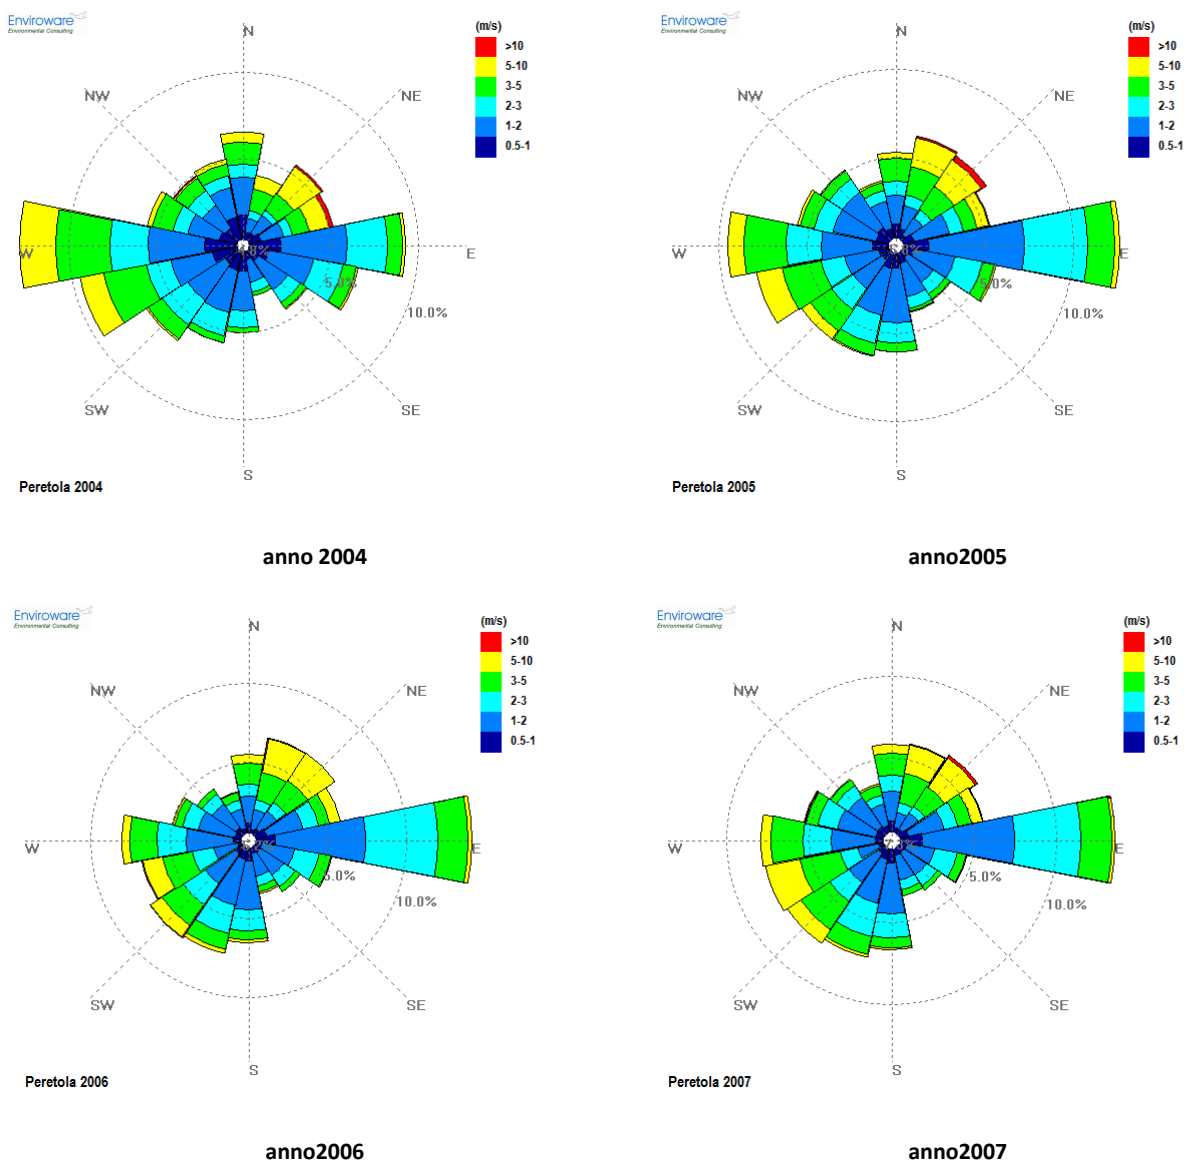 Enviroware
Environmental Consulting
(m/s)
>10
5-10
3-5
2-3
1-2
0.5-1
N
NE
E
SE
S
SW
W
NW
5.0%
10.0%
Peretola 2004
anno 2004
Enviroware
Environmental Consulting
(m/s)
>10
5-10
3-5
2-3
1-2
0.5-1
N
NE
E
SE
S
SW
W
NW
5.0%
10.0%
Peretola 2005
anno2005
Enviroware
Environmental Consulting
(m/s)
>10
5-10
3-5
2-3
1-2
0.5-1
N
NE
E
SE
S
SW
W
NW
5.0%
10.0%
Peretola 2006
anno2006
Enviroware
Environmental Consulting
(m/s)
>10
5-10
3-5
2-3
1-2
0.5-1
N
NE
E
SE
S
SW
W
NW
5.0%
10.0%
Peretola 2007
anno2007